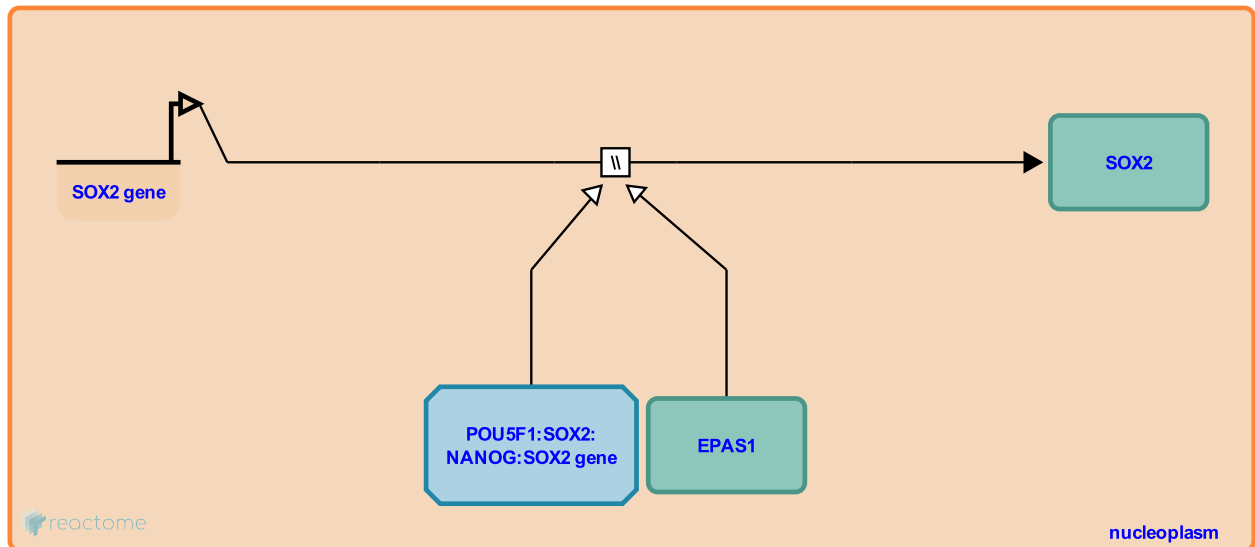 SOX2 gene
\\
SOX2
POU5F1:SOX2:
NANOG:SOX2 gene
EPAS1
reactome
nucleoplasm